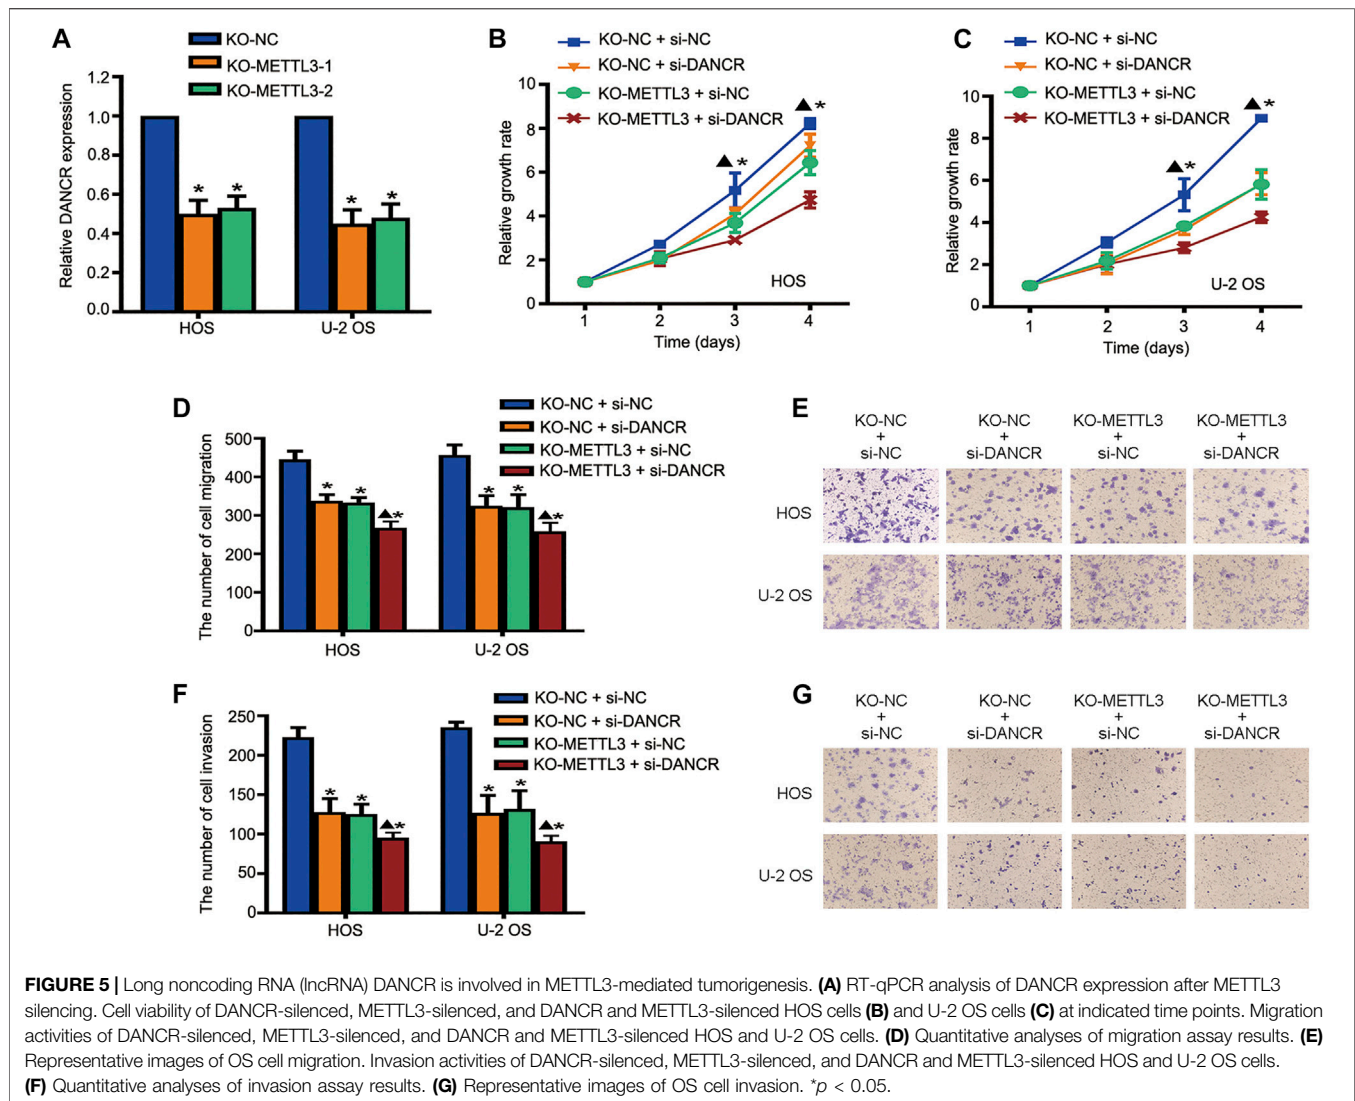 A
KO-NC
KO-METTL3-1
KO-METTL3-2
Relative DANCR expression
1.2
1.0
0.8
0.6
0.4
0.2
0.0
* *
* *
HOS
U-2 OS
B
KO-NC + si-NC
KO-NC + si-DANCR
KO-METTL3 + si-NC
KO-METTL3 + si-DANCR
Relative growth rate
10
8
6
4
2
0
▲*
▲*
HOS
1 2 3 4
Time (days)
C
KO-NC + si-NC
KO-NC + si-DANCR
KO-METTL3 + si-NC
KO-METTL3 + si-DANCR
Relative growth rate
10
8
6
4
2
0
▲*
▲*
U-2 OS
1 2 3 4
Time (days)
D
KO-NC + si-NC
KO-NC + si-DANCR
KO-METTL3 + si-NC
KO-METTL3 + si-DANCR
The number of cell migration
500
400
300
200
100
0
* * ▲*
* * ▲*
HOS
U-2 OS
E
KO-NC
+
si-NC
KO-NC
+
si-DANCR
KO-METTL3
+
si-NC
KO-METTL3
+
si-DANCR
HOS
U-2 OS
F
KO-NC + si-NC
KO-NC + si-DANCR
KO-METTL3 + si-NC
KO-METTL3 + si-DANCR
The number of cell invasion
250
200
150
100
50
0
* * ▲*
* * ▲*
HOS
U-2 OS
G
KO-NC
+
si-NC
KO-NC
+
si-DANCR
KO-METTL3
+
si-NC
KO-METTL3
+
si-DANCR
HOS
U-2 OS
FIGURE 5 | Long noncoding RNA (lncRNA) DANCR is involved in METTL3-mediated tumorigenesis. (A) RT-qPCR analysis of DANCR expression after METTL3
silencing. Cell viability of DANCR-silenced, METTL3-silenced, and DANCR and METTL3-silenced HOS cells (B) and U-2 OS cells (C) at indicated time points. Migration
activities of DANCR-silenced, METTL3-silenced, and DANCR and METTL3-silenced HOS and U-2 OS cells. (D) Quantitative analyses of migration assay results. (E)
Representative images of OS cell migration. Invasion activities of DANCR-silenced, METTL3-silenced, and DANCR and METTL3-silenced HOS and U-2 OS cells.
(F) Quantitative analyses of invasion assay results. (G) Representative images of OS cell invasion. *p < 0.05.